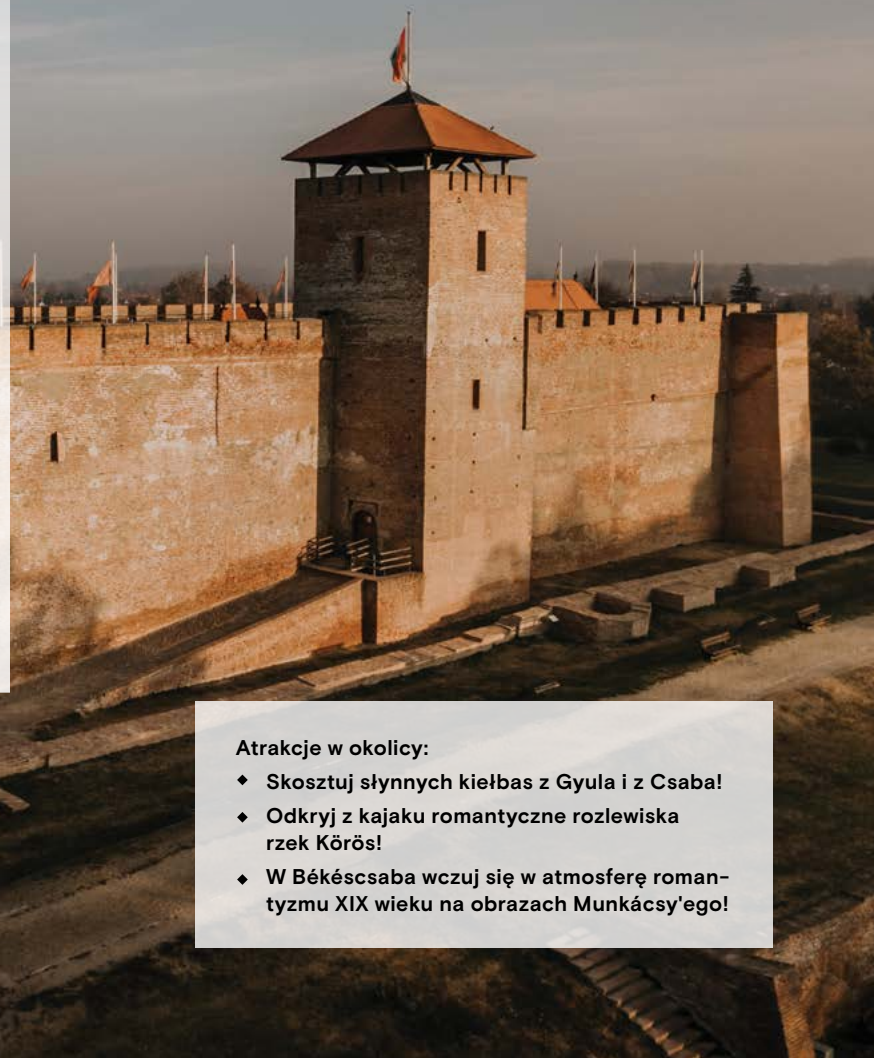 Atrakcje w okolicy:
◆ Skosztuj słynnych kiełbas z Gyula i z Csaba!
◆ Odkryj z kajaku romantyczne rozlewiska
rzek Körös!
◆ W Békéscsaba wczuj się w atmosferę roman-
tyzmu XIX wieku na obrazach Munkácsy'ego!